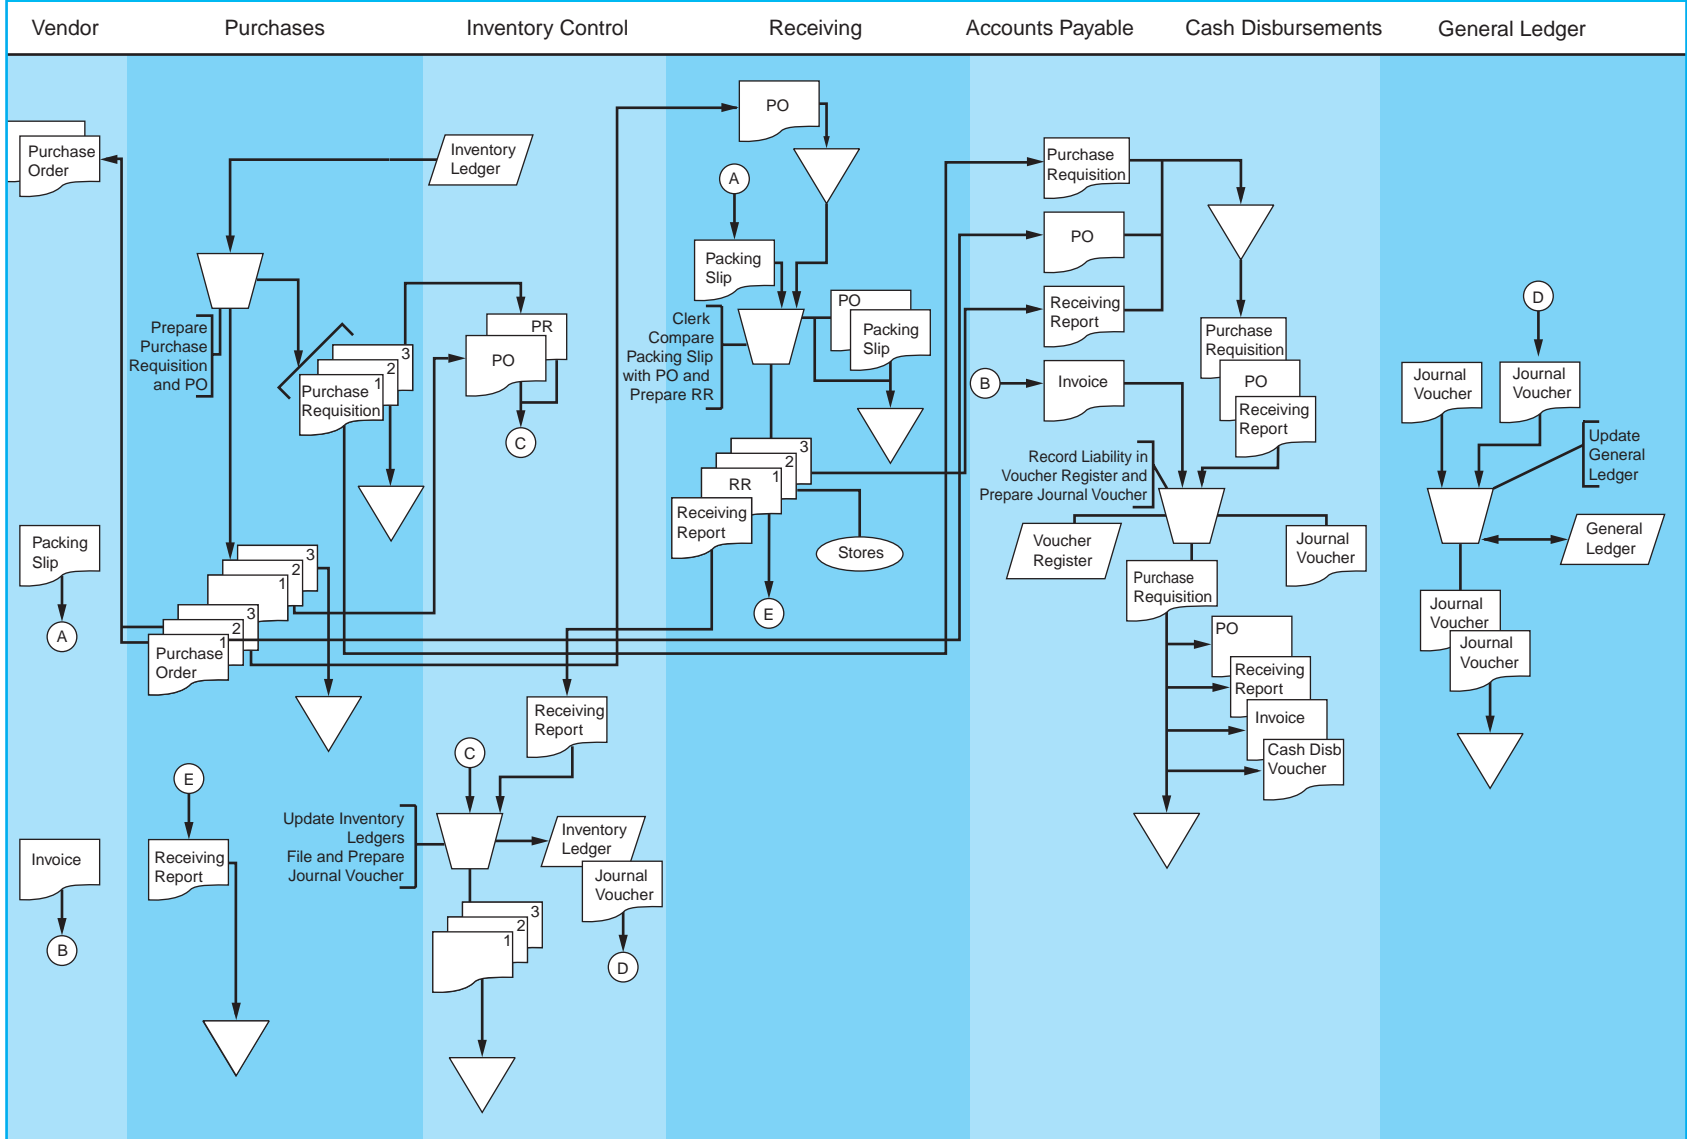 Vendor
Purchases
Inventory Control
Receiving
Accounts Payable
Cash Disbursements
General Ledger
Purchase
Order
Packing
Slip
A
Invoice
B
Prepare
Purchase
Requisition
and PO
3
2
1
Purchase
Requisition
3
2
1
3
2
1
Purchase
Order
E
Receiving
Report
Inventory
Ledger
PR
PO
C
Receiving
Report
C
Update Inventory
Ledgers
File and Prepare
Journal Voucher
Inventory
Ledger
Journal
Voucher
D
3
2
1
PO
A
Packing
Slip
Clerk
Compare
Packing Slip
with PO and
Prepare RR
PO
Packing
Slip
3
2
RR 1
Receiving
Report
Stores
E
Purchase
Requisition
PO
Receiving
Report
B
Invoice
Record Liability in
Voucher Register and
Prepare Journal Voucher
Voucher
Register
Purchase
Requisition
PO
Receiving
Report
Journal
Voucher
Purchase
Requisition
PO
Receiving
Report
Invoice
Cash Disb
Voucher
D
Journal
Voucher
Journal
Voucher
Update
General
Ledger
General
Ledger
Journal
Voucher
Journal
Voucher